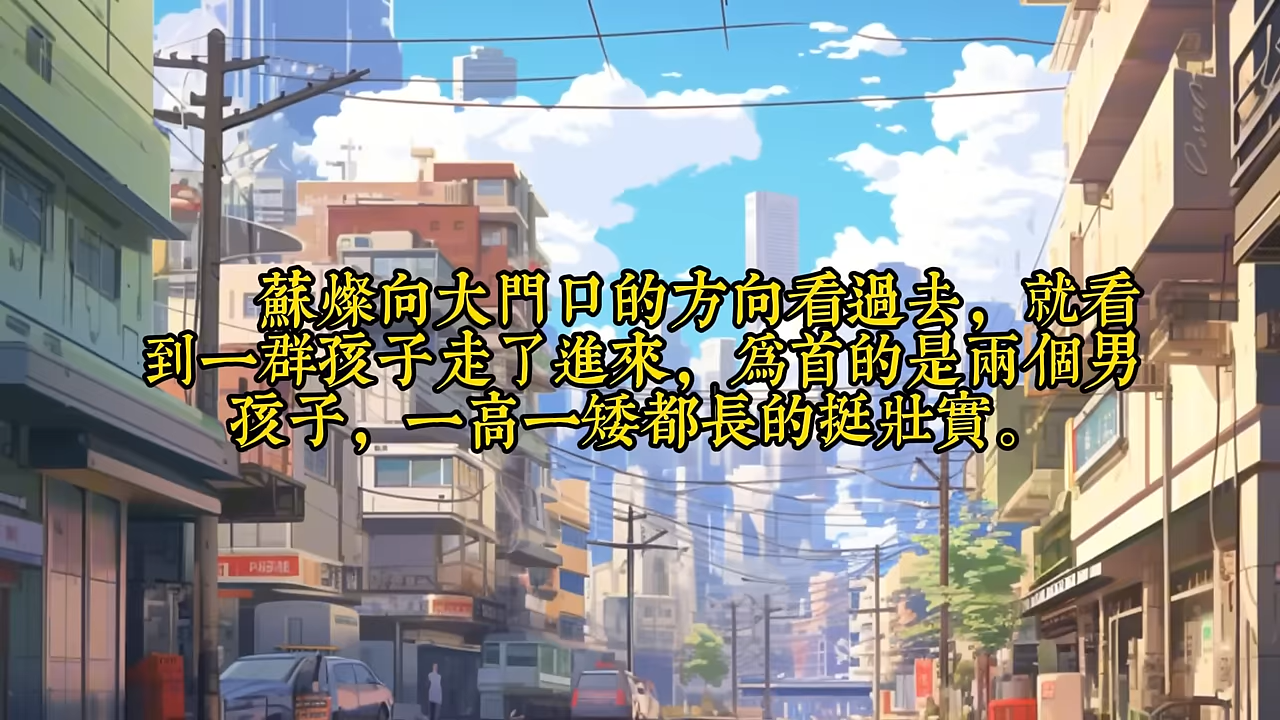 蘇燦向大門口的方向看過去，就看
到一群孩子走了進來，爲首的是兩個男
孩子，一高一矮都長的挺壯實。